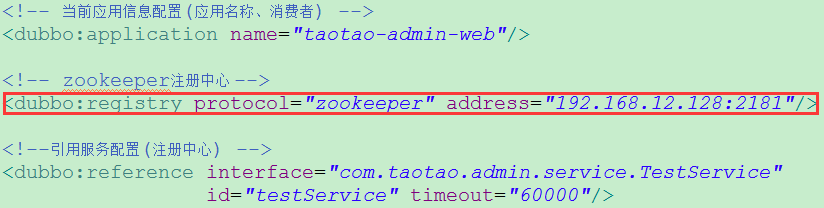 <!-- 当前应用信息配置(应用名称、消费者) -->
<dubbo:application name="taotao-admin-web"/>
<!-- zookeeper注册中心-->
<dubbo:registry protocol="zookeeper" address="192.168.12.128:2181"/>
<!--引用服务配置(注册中心) -->
<dubbo:reference interface="com.taotao.admin.service.TestService"
id="testService" timeout="60000"/>